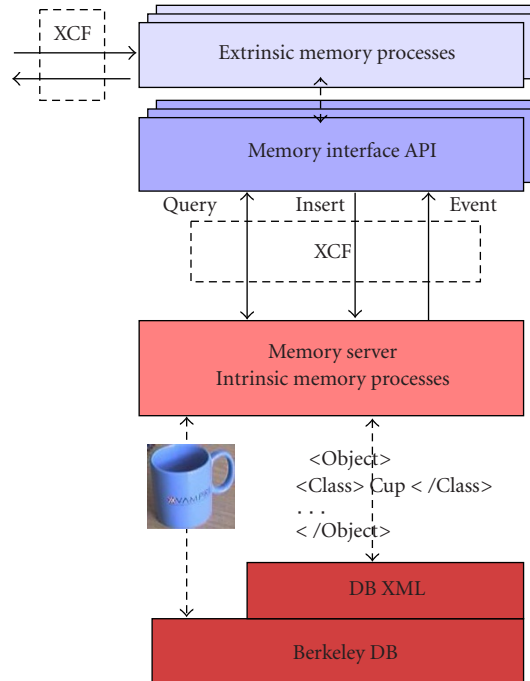 XCF
Extrinsic memory processes
Memory interface API
Query
Insert
Event
XCF
Memory server
Intrinsic memory processes
VAMPIRE
<Object>
<Class> Cup < /Class>
. . .
< /Object>
DB XML
Berkeley DB